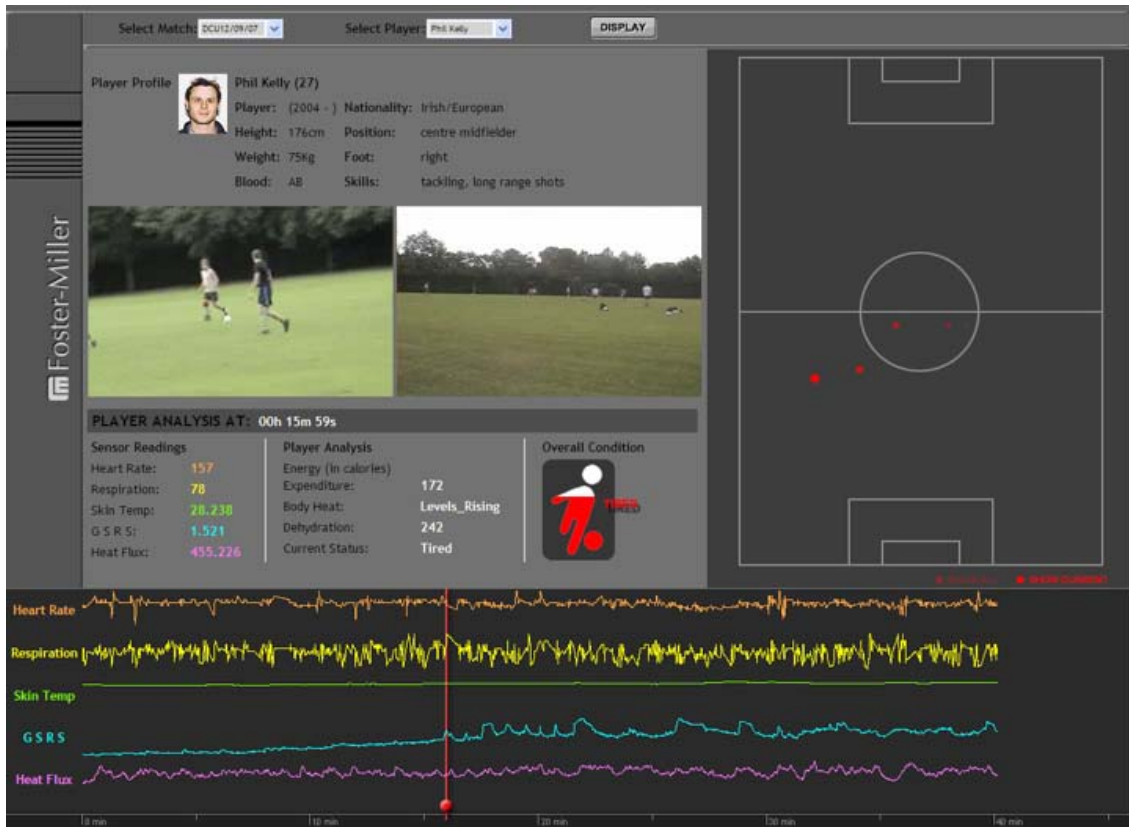 Select Match: DCU12/09/07 Select Player: Phil Kelly DISPLAY
Player Profile Phil Kelly (27)
Player: (2004 - ) Nationality: Irish/European
Height: 176cm Position: centre midfielder
Weight: 75Kg Foot: right
Blood: AB Skills: tackling, long range shots
Foster-Miller
PLAYER ANALYSIS AT: 00h 15m 59s
Sensor Readings Player Analysis Overall Condition
Heart Rate: 157 Energy (in calories)
Respiration: 78 Expenditure: 172
Skin Temp: 28.238 Body Heat: Levels_Rising
G S R S: 1.521 Dehydration: 242
Heat Flux: 455.226 Current Status: Tired
TIRED
Heart Rate
Respiration
Skin Temp
G S R S
Heat Flux
0 min 10 min 20 min 30 min 40 min